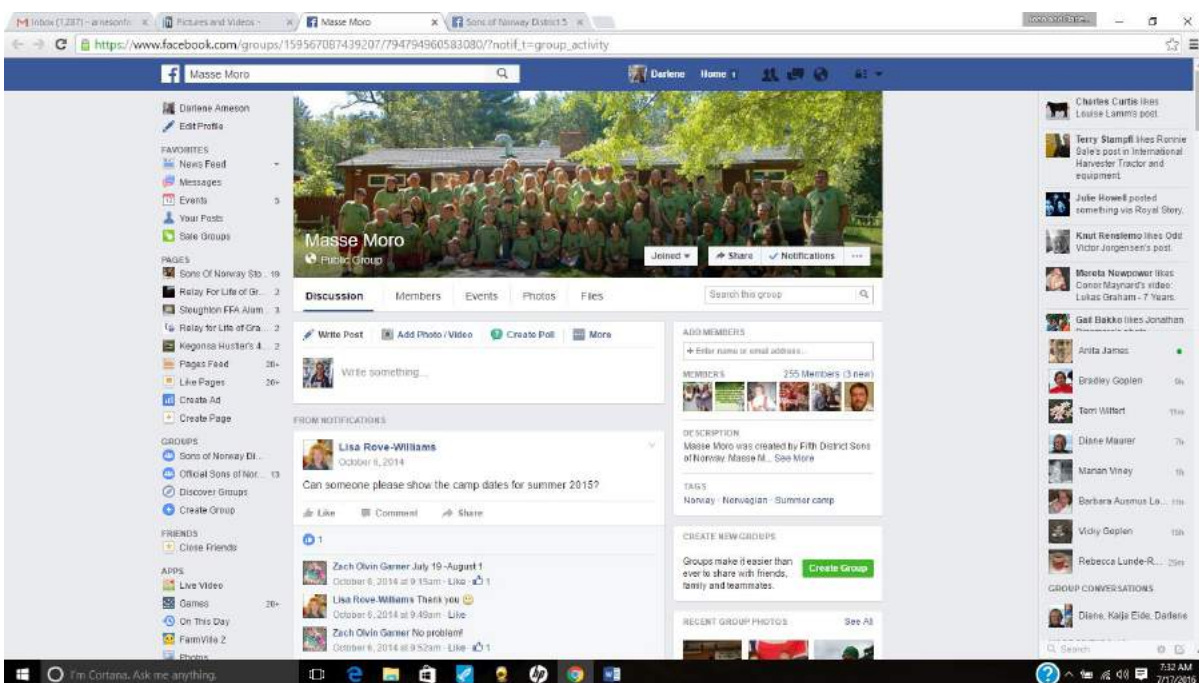 Inbox (1,287) -
Pictures and Videos -
Masse Moro
Sons of Norway District 5
https://www.facebook.com/groups/159567087439207/794794960583080/?notif_t=group_activity
Masse Moro
Darlene
Home
Darlene Arneson
Edit Profile
FAVORITES
News Feed
Messages
Events 5
Your Posts
Sale Groups
PAGES
Sons Of Norway Sto... 19
Relay For Life of Gr... 2
Stoughton FFA Alum... 3
Relay for Life of Gra... 2
Kegonsa Hustler's 4... 2
Pages Feed 20+
Like Pages 20+
Create Ad
Create Page
GROUPS
Sons of Norway Di...
Official Sons of Nor... 13
Discover Groups
Create Group
FRIENDS
Close Friends
APPS
Live Video
Games 20+
On This Day
FarmVille 2
Photos
Masse Moro
Public Group
Joined
Share
Notifications
Discussion Members Events Photos Files
Search this group
Write Post Add Photo / Video Create Poll More
Write something...
FROM NOTIFICATIONS
Lisa Rove-Williams
October 6, 2014
Can someone please show the camp dates for summer 2015?
Like Comment Share
1
Zach Olvin Garner July 19 -August 1
October 6, 2014 at 9:15am · Like · 1
Lisa Rove-Williams Thank you
October 6, 2014 at 9:49am · Like
Zach Olvin Garner No problem!
October 6, 2014 at 9:52am · Like · 1
ADD MEMBERS
+ Enter name or email address...
MEMBERS 255 Members (3 new)
DESCRIPTION
Masse Moro was created by Fifth District Sons
of Norway. Masse M... See More
TAGS
Norway · Norwegian · Summer camp
CREATE NEW GROUPS
Groups make it easier than
ever to share with friends,
family and teammates.
Create Group
RECENT GROUP PHOTOS See All
Charles Curtis likes
Louise Lamm's post.
Terry Stampfl likes Ronnie
Sale's post in International
Harvester Tractor and
equipment.
Julie Howell posted
something via Royal Story.
Knut Renslemo likes Odd
Victor Jorgensen's post.
Mereta Newpower likes
Conor Maynard's video:
Lukas Graham - 7 Years.
Gail Bakko likes Jonathan
Anita James
Bradley Goplen
Terri Wilfert
Diane Maurer
Marian Viney
Barbara Ausmus La...
Vicky Goplen
Rebecca Lunde-R...
GROUP CONVERSATIONS
Diane, Kaija Eide, Darlene
Search
I'm Cortana. Ask me anything.
7:32 AM
7/17/2016